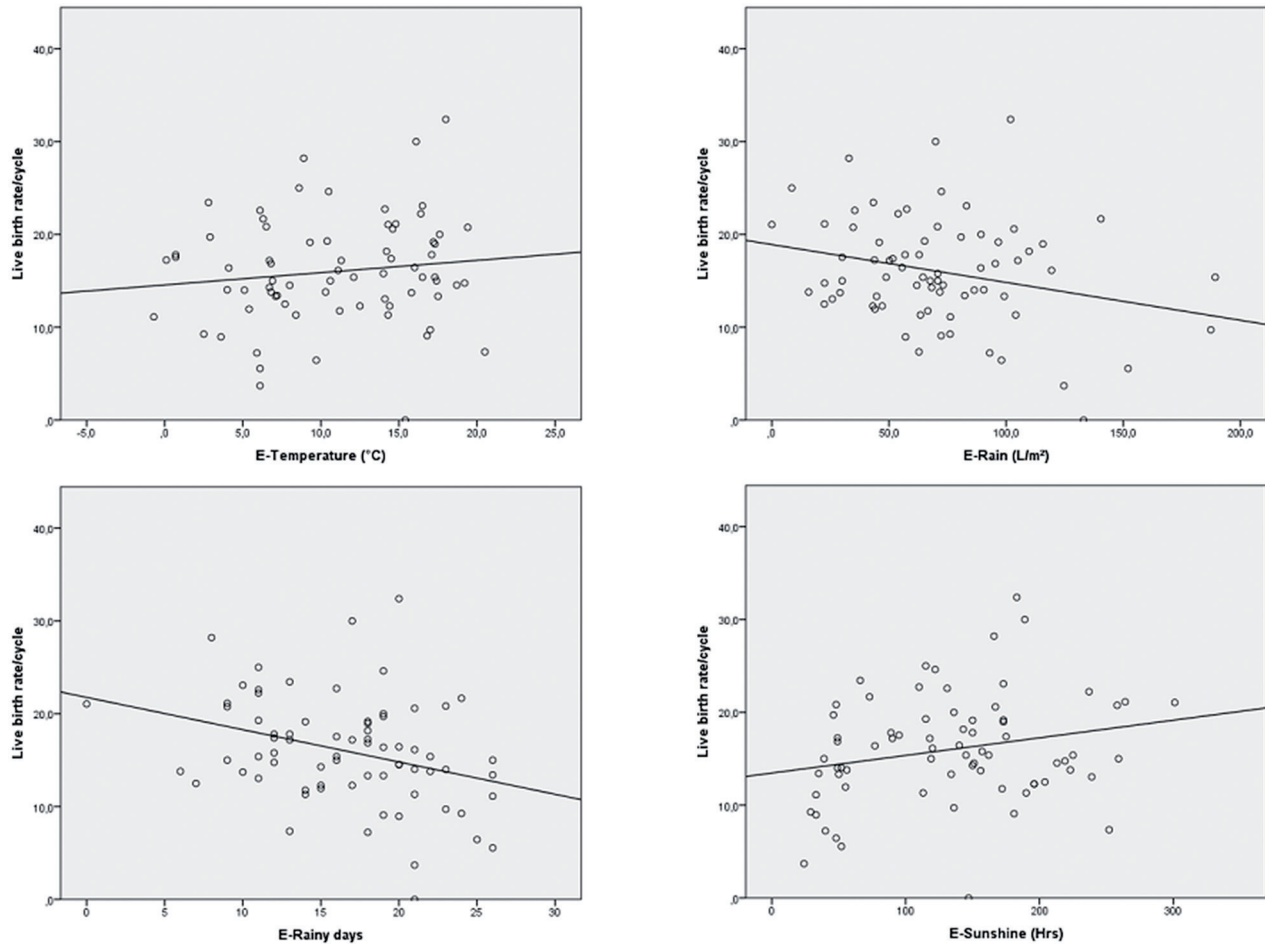 40,0
30,0
20,0
10,0
,0
Live birth rate/cycle
-5,0 ,0 5,0 10,0 15,0 20,0 25,0
E-Temperature (°C)
40,0
30,0
20,0
10,0
,0
Live birth rate/cycle
,0 50,0 100,0 150,0 200,0
E-Rain (L/m²)
40,0
30,0
20,0
10,0
,0
Live birth rate/cycle
0 5 10 15 20 25 30
E-Rainy days
40,0
30,0
20,0
10,0
,0
Live birth rate/cycle
0 100 200 300
E-Sunshine (Hrs)